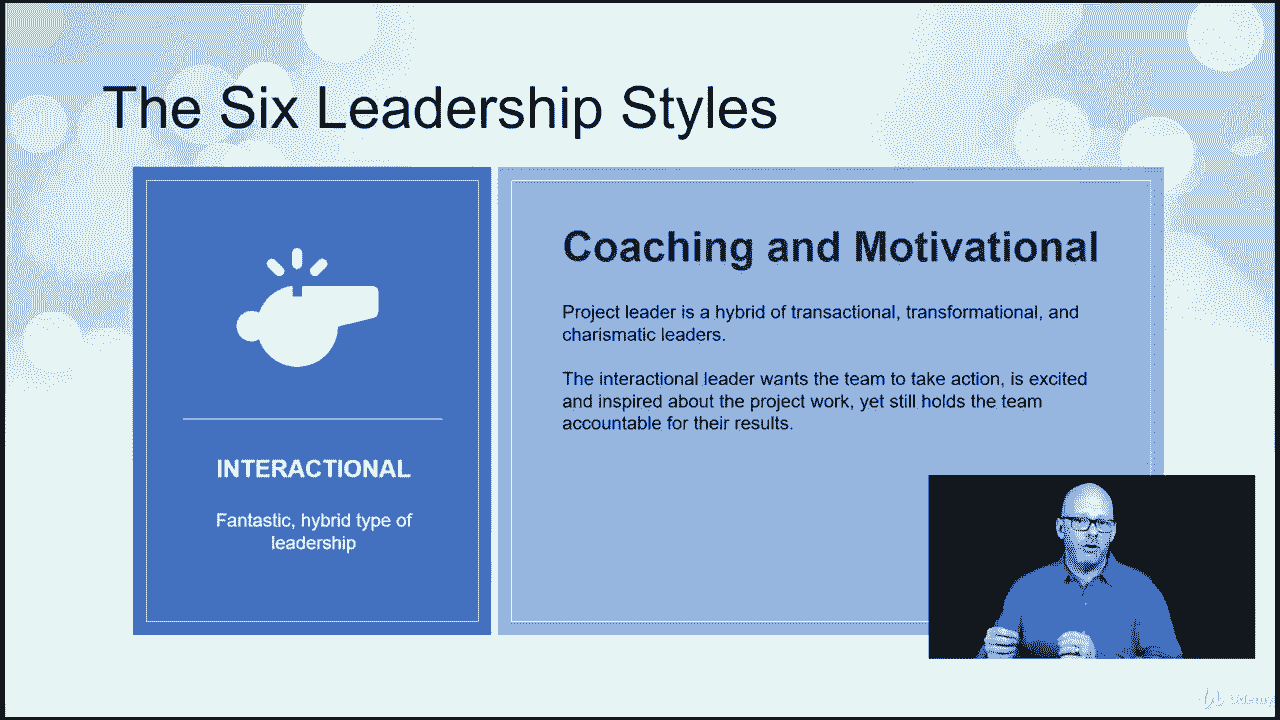 The Six Leadership Styles
INTERACTIONAL
Fantastic, hybrid type of
leadership
Coaching and Motivational
Project leader is a hybrid of transactional, transformational, and
charismatic leaders.
The interactional leader wants the team to take action, is excited
and inspired about the project work, yet still holds the team
accountable for their results.